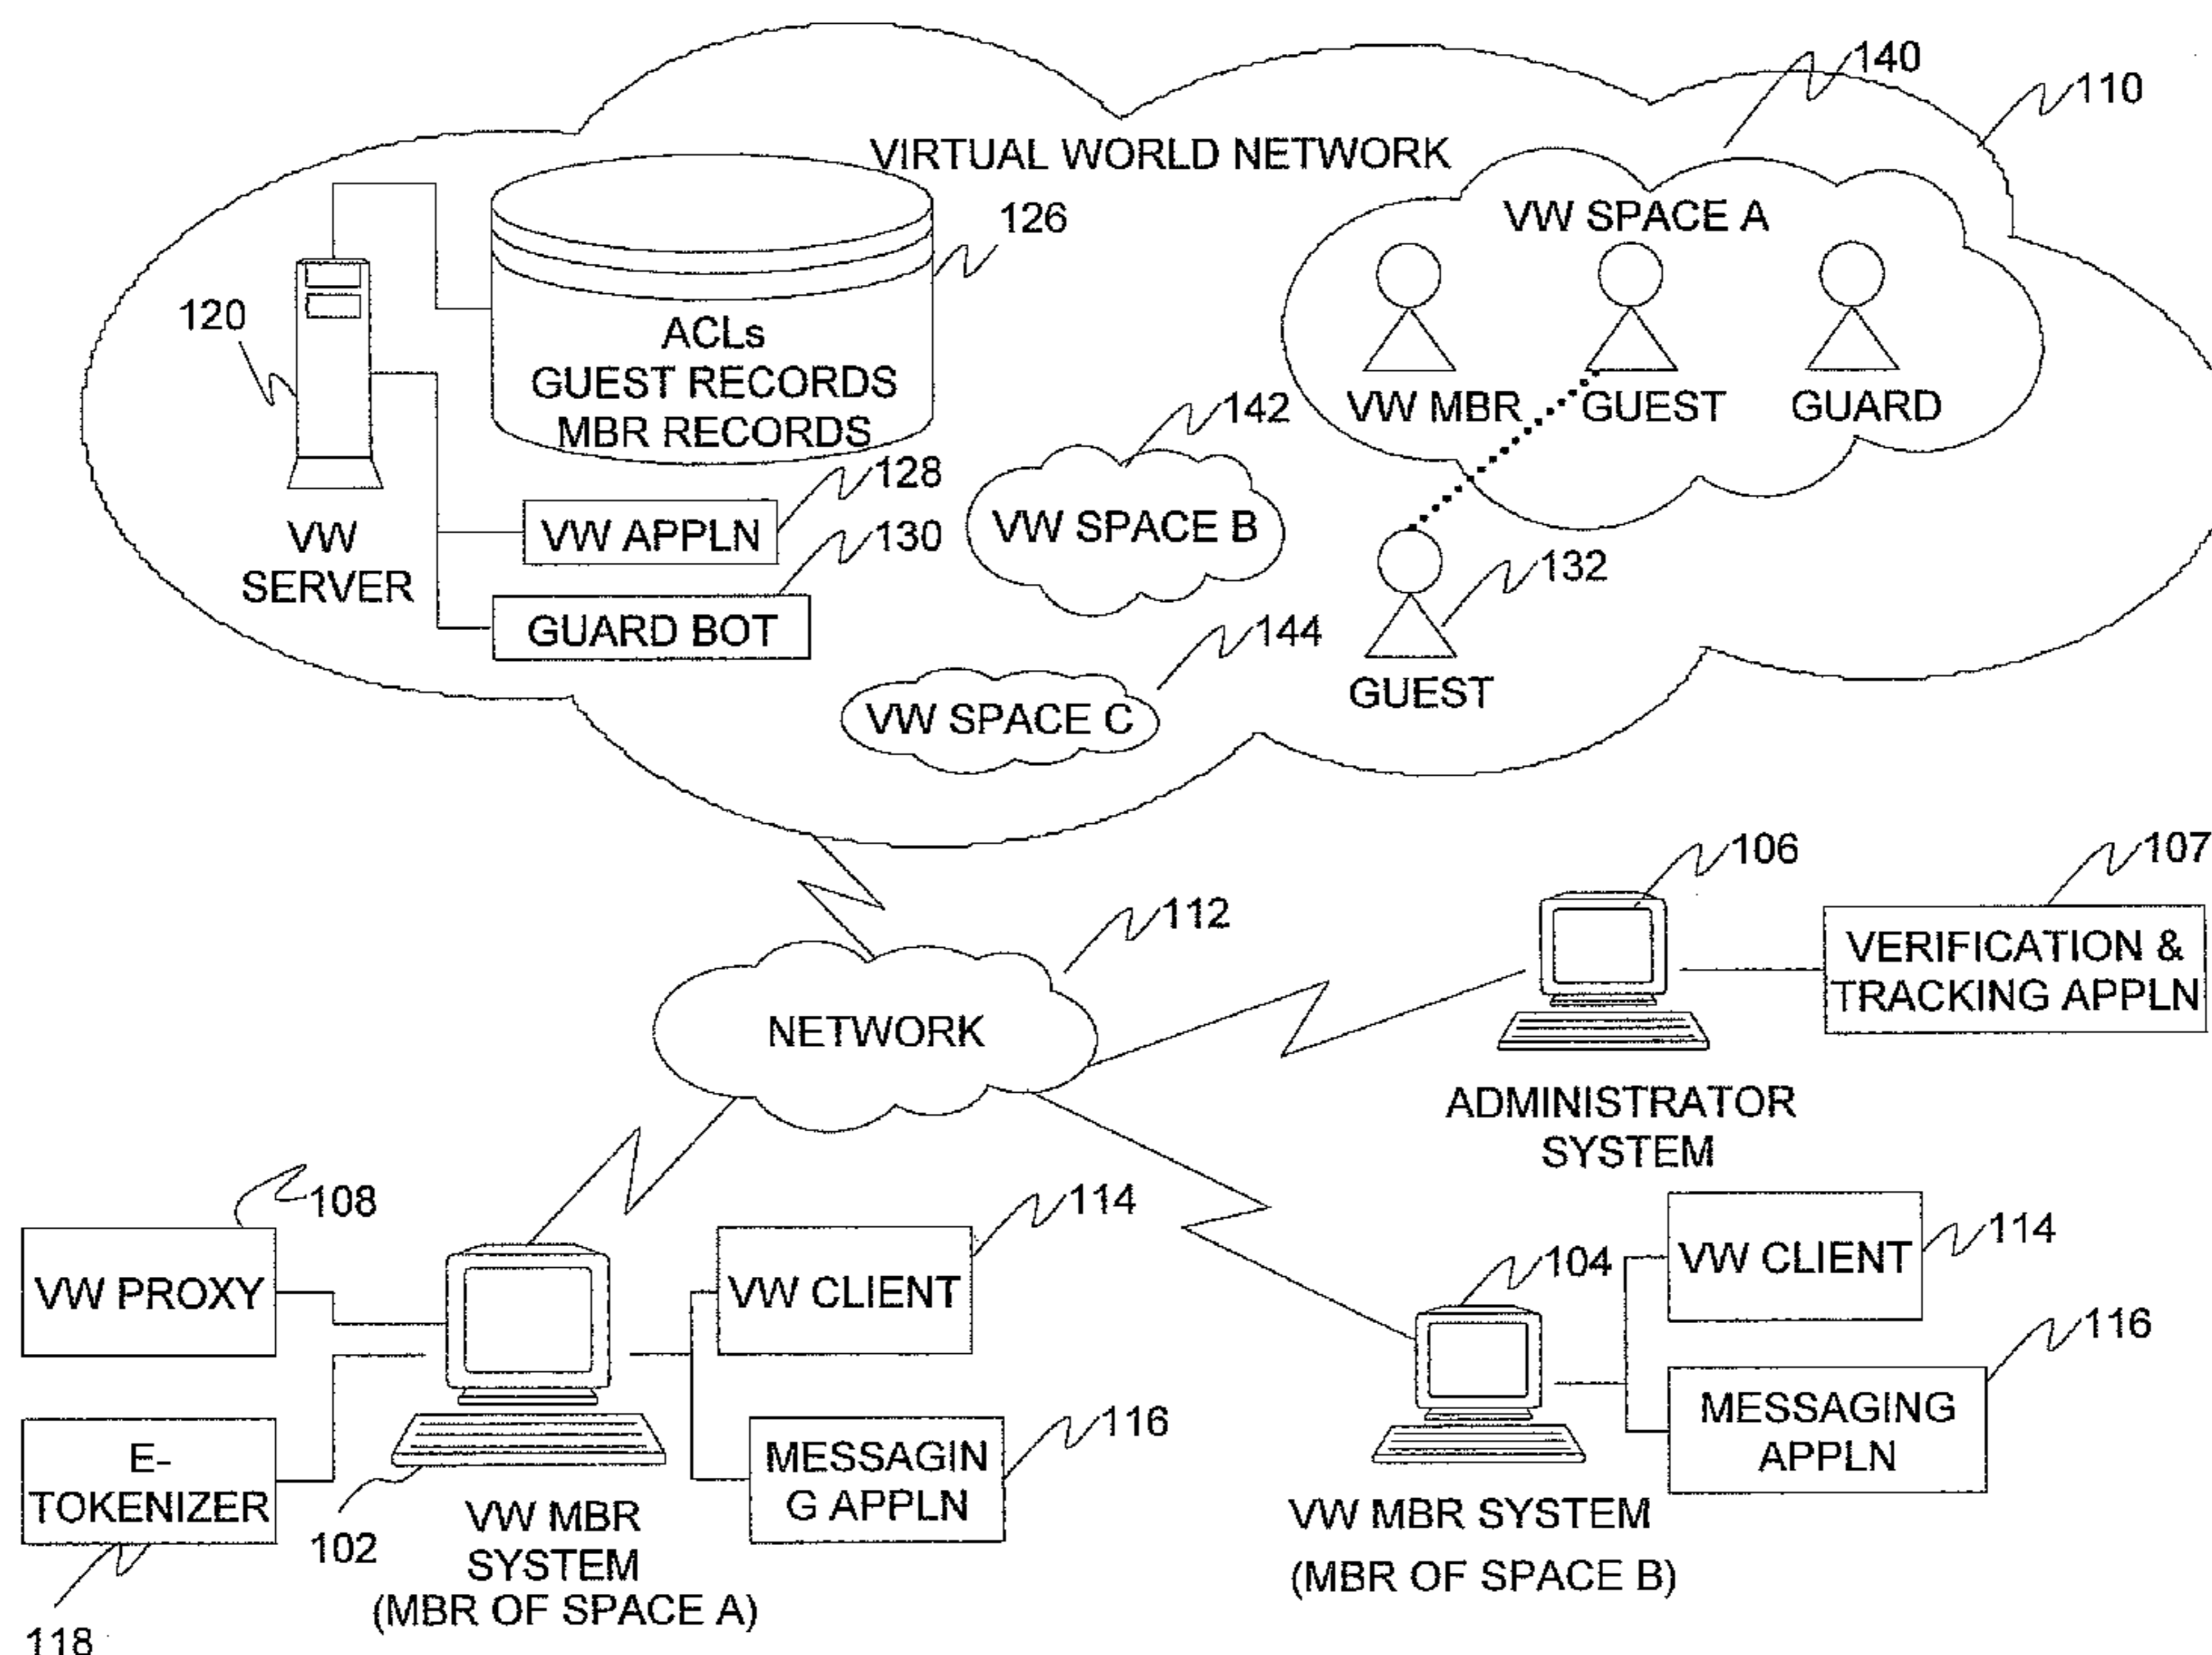 140
110
VIRTUAL WORLD NETWORK
126
VW SPACE A
120
ACLs
GUEST RECORDS
MBR RECORDS
VW MBR
GUEST
GUARD
142
128
VW SPACE B
VW APPLN
130
VW
SERVER
132
GUARD BOT
144
GUEST
VW SPACE C
106
107
112
VERIFICATION &
TRACKING APPLN
NETWORK
ADMINISTRATOR
SYSTEM
108
114
114
VW PROXY
VW CLIENT
104
VW CLIENT
116
116
E-
TOKENIZER
MESSAGIN
G APPLN
MESSAGING
APPLN
102
VW MBR
SYSTEM
(MBR OF SPACE A)
VW MBR SYSTEM
(MBR OF SPACE B)
118